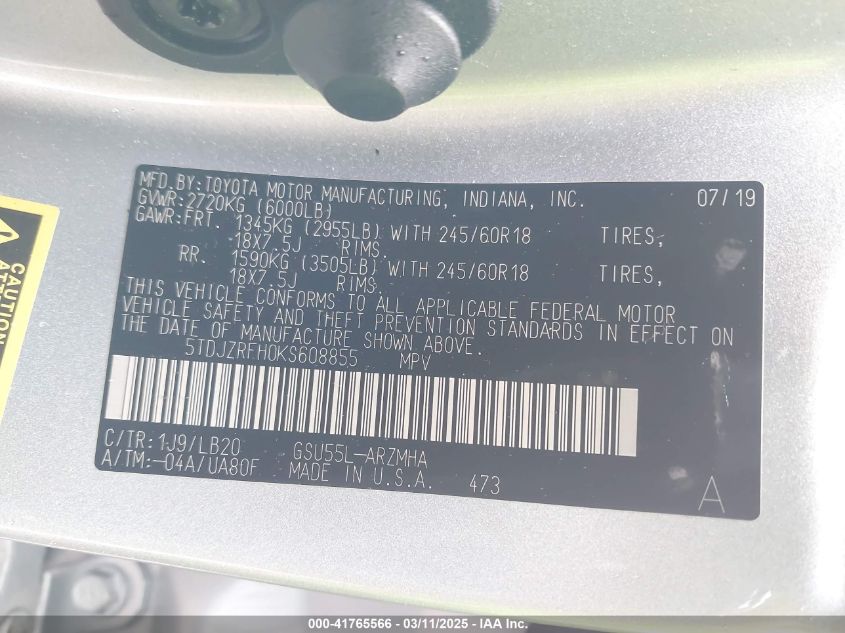 MFD.BY:TOYOTA MOTOR MANUFACTURING, INDIANA, INC. 07/19
GVWR:2720KG (6000LB)
GAWR:FRT. 1345KG (2955LB) WITH 245/60R18 TIRES,
18X7.5J RIMS.
RR. 1590KG (3505LB) WITH 245/60R18 TIRES,
18X7.5J RIMS
THIS VEHICLE CONFORMS TO ALL APPLICABLE FEDERAL MOTOR
VEHICLE SAFETY AND THEFT PREVENTION STANDARDS IN EFFECT ON
THE DATE OF MANUFACTURE SHOWN ABOVE.
5TDJZRFH0KS608855 MPV
C/TR:1J9/LB20 GSU55L-ARZMHA
A/TM:-04A/UA80F MADE IN U.S.A. 473
A
CAUTION
000-41765566 - 03/11/2025 - IAA Inc.